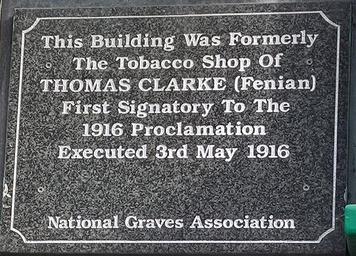 This Building Was Formerly
The Tobacco Shop Of
THOMAS CLARKE (Fenian)
First Signatory To The
1916 Proclamation
Executed 3rd May 1916
National Graves Association